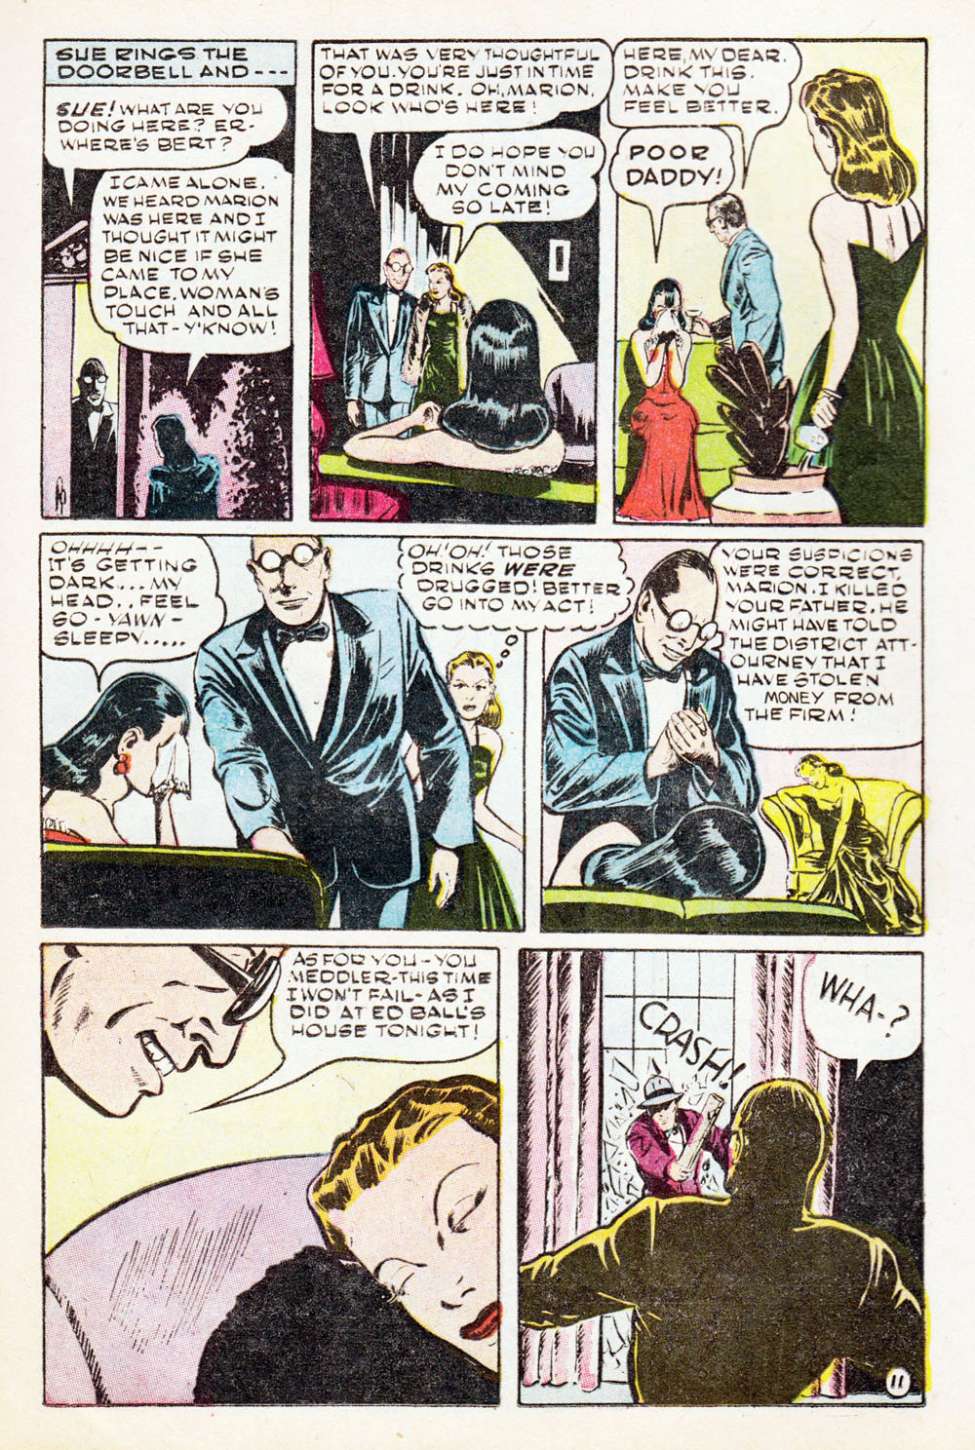 SUE RINGS THE
DOORBELL AND---
SUE! WHAT ARE YOU
DOING HERE? ER-
WHERE'S BERT?
I CAME ALONE.
WE HEARD MARION
WAS HERE AND I
THOUGHT IT MIGHT
BE NICE IF SHE
CAME TO MY
PLACE. WOMAN'S
TOUCH AND ALL
THAT-Y'KNOW!
THAT WAS VERY THOUGHTFUL
OF YOU. YOU'RE JUST IN TIME
FOR A DRINK. OH, MARION,
LOOK WHO'S HERE!
I DO HOPE YOU
DON'T MIND
MY COMING
SO LATE!
HERE, MY DEAR,
DRINK THIS.
MAKE YOU
FEEL BETTER.
POOR
DADDY!
OHHHH--
IT'S GETTING
DARK... MY
HEAD.. FEEL
SO-YAWN-
SLEEPY.....
OH! OH! THOSE
DRINKS WERE
DRUGGED! BETTER
GO INTO MY ACT!
YOUR SUSPICIONS
WERE CORRECT,
MARION. I KILLED
YOUR FATHER. HE
MIGHT HAVE TOLD
THE DISTRICT ATT-
OURNEY THAT I
HAVE STOLEN
MONEY FROM
THE FIRM!
AS FOR YOU-YOU
MEDDLER-THIS TIME
I WON'T FAIL-AS I
DID AT ED BALL'S
HOUSE TONIGHT!
CRASH!
WHA-?
11